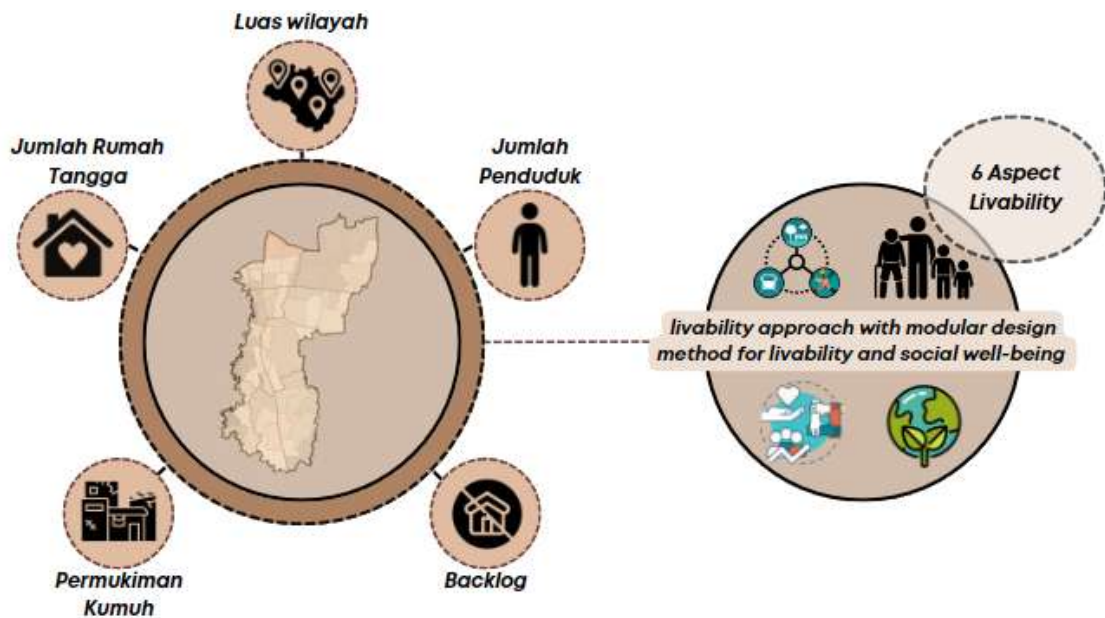 Luas wilayah
Jumlah Rumah
Tangga
Jumlah
Penduduk
6 Aspect
Livability
livability approach with modular design
method for livability and social well-being
Permukiman
Kumuh
Backlog